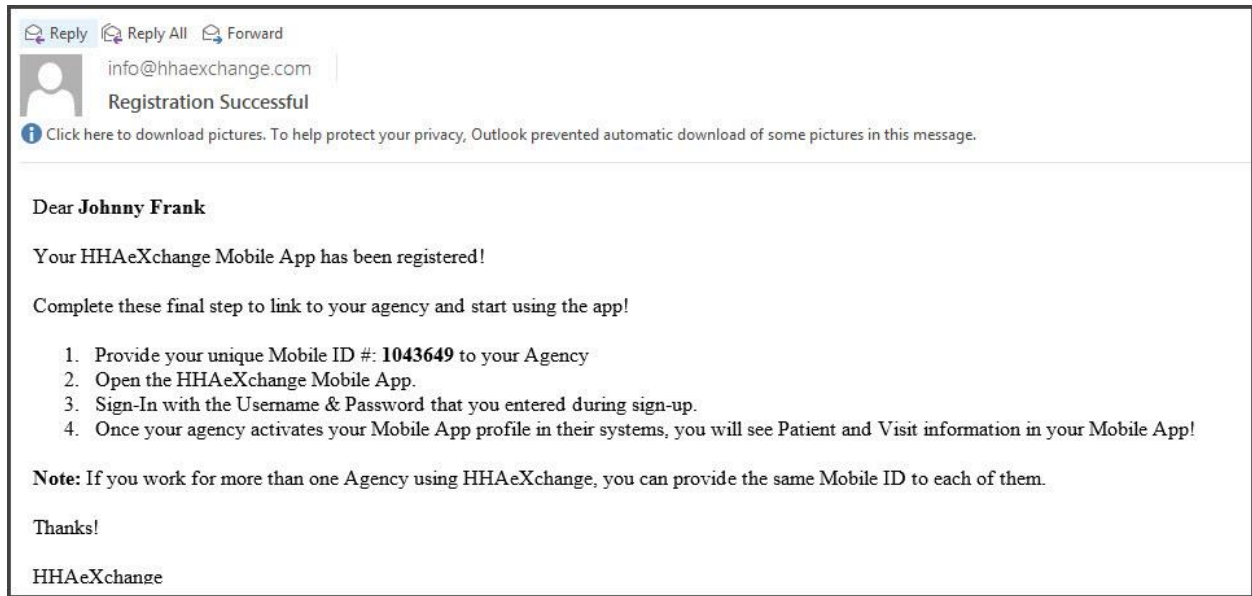 Reply Reply All Forward
info@hhaexchange.com
Registration Successful
Click here to download pictures. To help protect your privacy, Outlook prevented automatic download of some pictures in this message.
Dear Johnny Frank
Your HHAeXchange Mobile App has been registered!
Complete these final step to link to your agency and start using the app!
1. Provide your unique Mobile ID #: 1043649 to your Agency
2. Open the HHAeXchange Mobile App.
3. Sign-In with the Username & Password that you entered during sign-up.
4. Once your agency activates your Mobile App profile in their systems, you will see Patient and Visit information in your Mobile App!
Note: If you work for more than one Agency using HHAeXchange, you can provide the same Mobile ID to each of them.
Thanks!
HHAeXchange